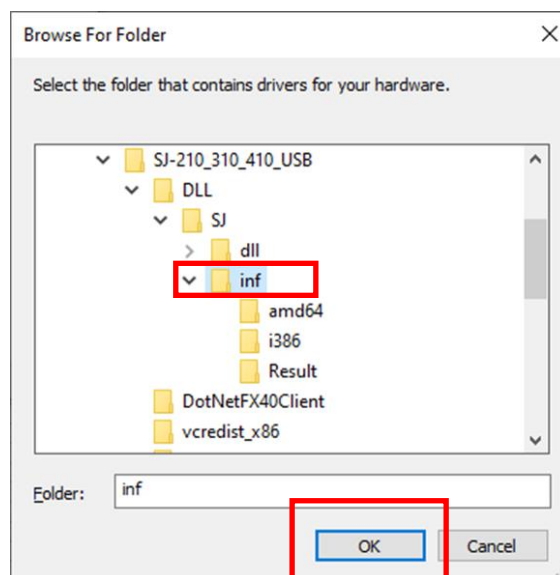 Browse For Folder
Select the folder that contains drivers for your hardware.
SJ-210_310_410_USB
DLL
SJ
dll
inf
amd64
i386
Result
DotNetFX40Client
vcredist_x86
Folder: inf
OK Cancel